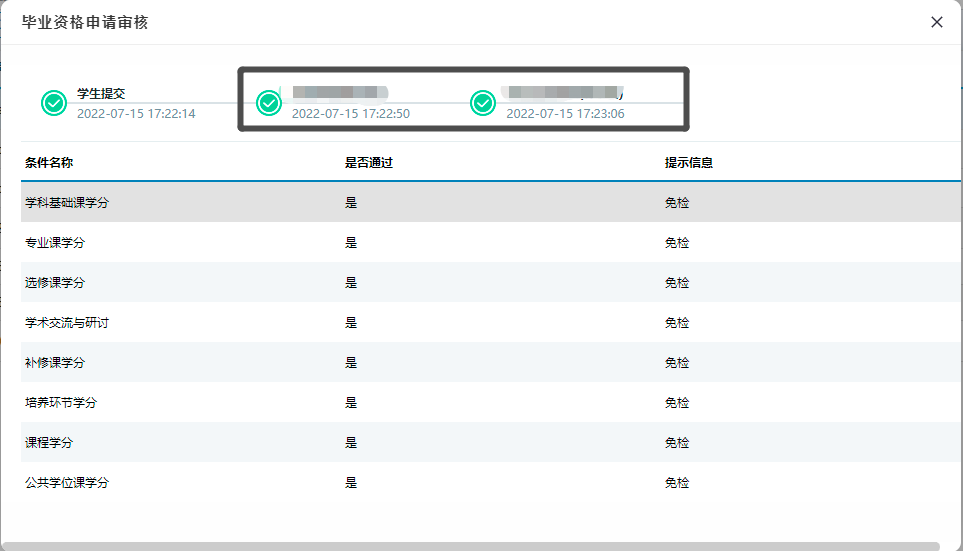 毕业资格申请审核
学生提交
2022-07-15 17:22:14
2022-07-15 17:22:50
2022-07-15 17:23:06
条件名称 是否通过 提示信息
学科基础课学分 是 免检
专业课学分 是 免检
选修课学分 是 免检
学术交流与研讨 是 免检
补修课学分 是 免检
培养环节学分 是 免检
课程学分 是 免检
公共学位课学分 是 免检